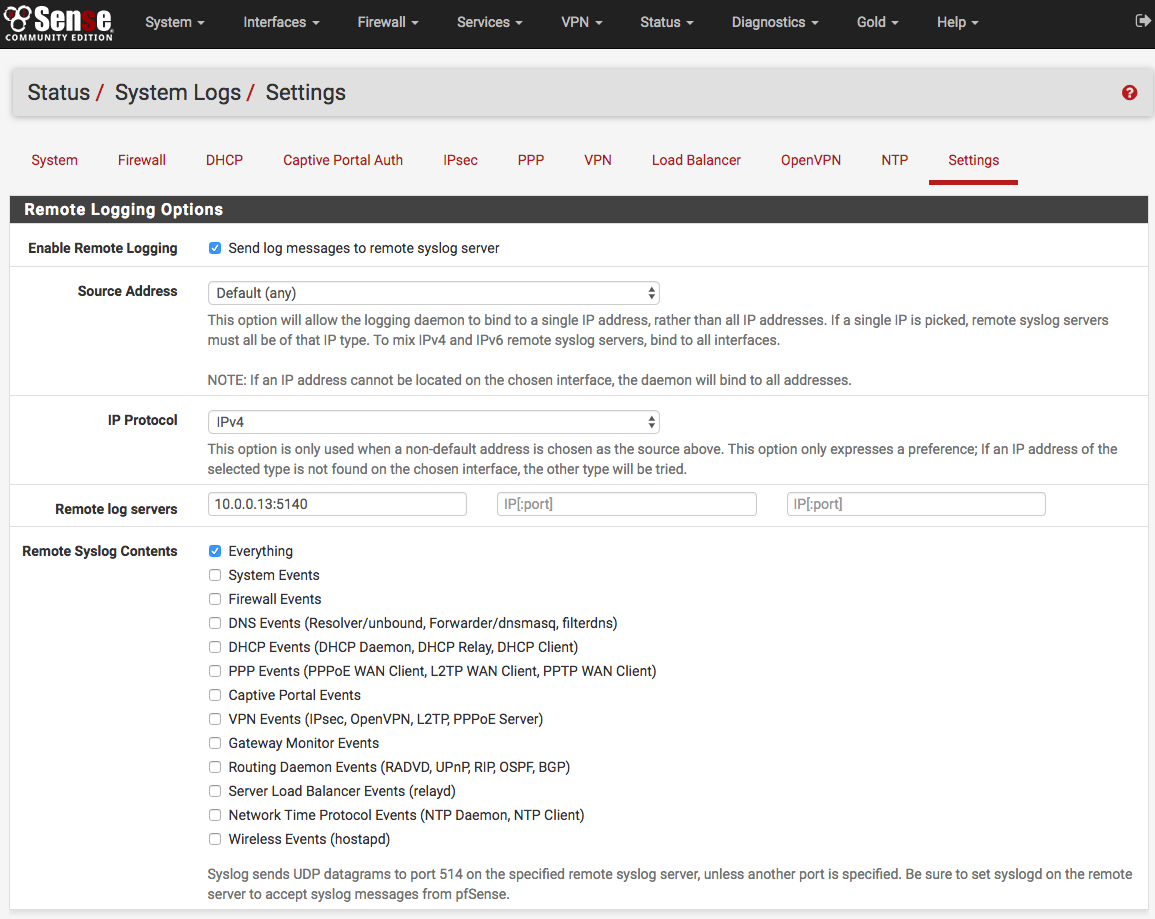 Sense
COMMUNITY EDITION
System Interfaces Firewall Services VPN Status Diagnostics Gold Help
Status / System Logs / Settings
System Firewall DHCP Captive Portal Auth IPsec PPP VPN Load Balancer OpenVPN NTP Settings
Remote Logging Options
Enable Remote Logging Send log messages to remote syslog server
Source Address Default (any)
This option will allow the logging daemon to bind to a single IP address, rather than all IP addresses. If a single IP is picked, remote syslog servers
must all be of that IP type. To mix IPv4 and IPv6 remote syslog servers, bind to all interfaces.
NOTE: If an IP address cannot be located on the chosen interface, the daemon will bind to all addresses.
IP Protocol IPv4
This option is only used when a non-default address is chosen as the source above. This option only expresses a preference; If an IP address of the
selected type is not found on the chosen interface, the other type will be tried.
Remote log servers 10.0.0.13:5140 IP[:port] IP[:port]
Remote Syslog Contents Everything
System Events
Firewall Events
DNS Events (Resolver/unbound, Forwarder/dnsmasq, filterdns)
DHCP Events (DHCP Daemon, DHCP Relay, DHCP Client)
PPP Events (PPPoE WAN Client, L2TP WAN Client, PPTP WAN Client)
Captive Portal Events
VPN Events (IPsec, OpenVPN, L2TP, PPPoE Server)
Gateway Monitor Events
Routing Daemon Events (RADVD, UPnP, RIP, OSPF, BGP)
Server Load Balancer Events (relayd)
Network Time Protocol Events (NTP Daemon, NTP Client)
Wireless Events (hostapd)
Syslog sends UDP datagrams to port 514 on the specified remote syslog server, unless another port is specified. Be sure to set syslogd on the remote
server to accept syslog messages from pfSense.